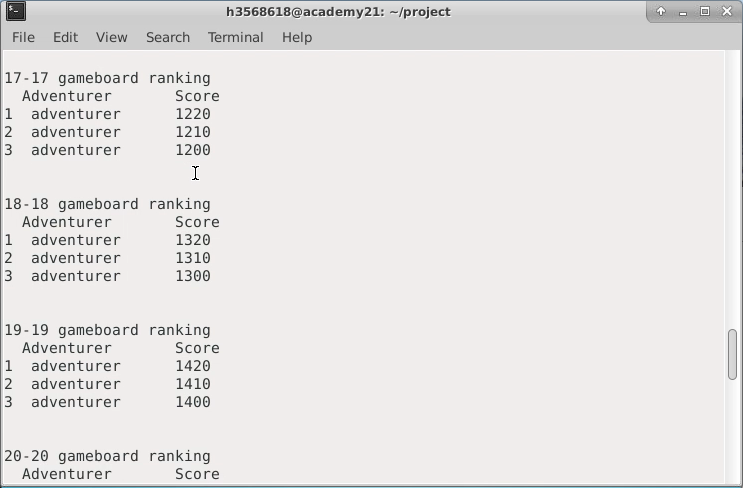 h3568618@academy21: ~/project
File Edit View Search Terminal Help
17-17 gameboard ranking
Adventurer Score
1 adventurer 1220
2 adventurer 1210
3 adventurer 1200
18-18 gameboard ranking
Adventurer Score
1 adventurer 1320
2 adventurer 1310
3 adventurer 1300
19-19 gameboard ranking
Adventurer Score
1 adventurer 1420
2 adventurer 1410
3 adventurer 1400
20-20 gameboard ranking
Adventurer Score